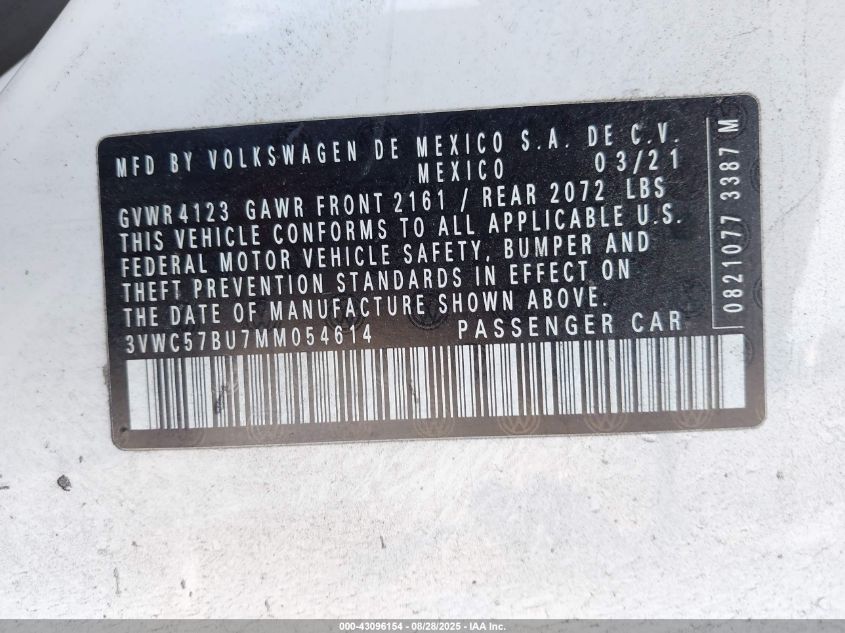 MFD BY VOLKSWAGEN DE MEXICO S.A. DE C.V.
MEXICO 03/21
GVWR 4123 GAWR FRONT 2161 / REAR 2072 LBS
THIS VEHICLE CONFORMS TO ALL APPLICABLE U.S.
FEDERAL MOTOR VEHICLE SAFETY, BUMPER AND
THEFT PREVENTION STANDARDS IN EFFECT ON
THE DATE OF MANUFACTURE SHOWN ABOVE.
3VWC57BU7MM054614 PASSENGER CAR
0821077 3387 M
000-43096154 - 08/28/2025 - IAA Inc.